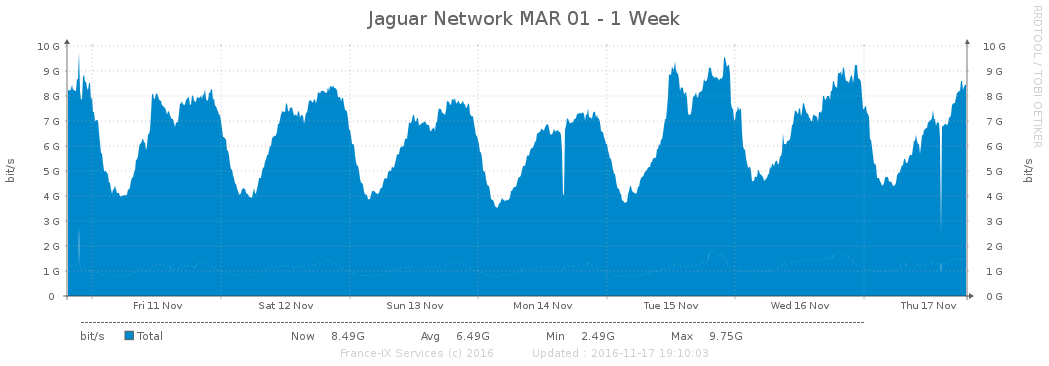 Jaguar Network MAR 01 - 1 Week
RRDTOOL / TOBI OETIKER
bit/s
10 G 10 G
9 G 9 G
8 G 8 G
7 G 7 G
6 G 6 G
5 G 5 G
4 G 4 G
3 G 3 G
2 G 2 G
1 G 1 G
0 0 G
bit/s
Fri 11 Nov Sat 12 Nov Sun 13 Nov Mon 14 Nov Tue 15 Nov Wed 16 Nov Thu 17 Nov
bit/s Total Now 8.49G Avg 6.49G Min 2.49G Max 9.75G
France-IX Services (c) 2016 Updated : 2016-11-17 19:10:03